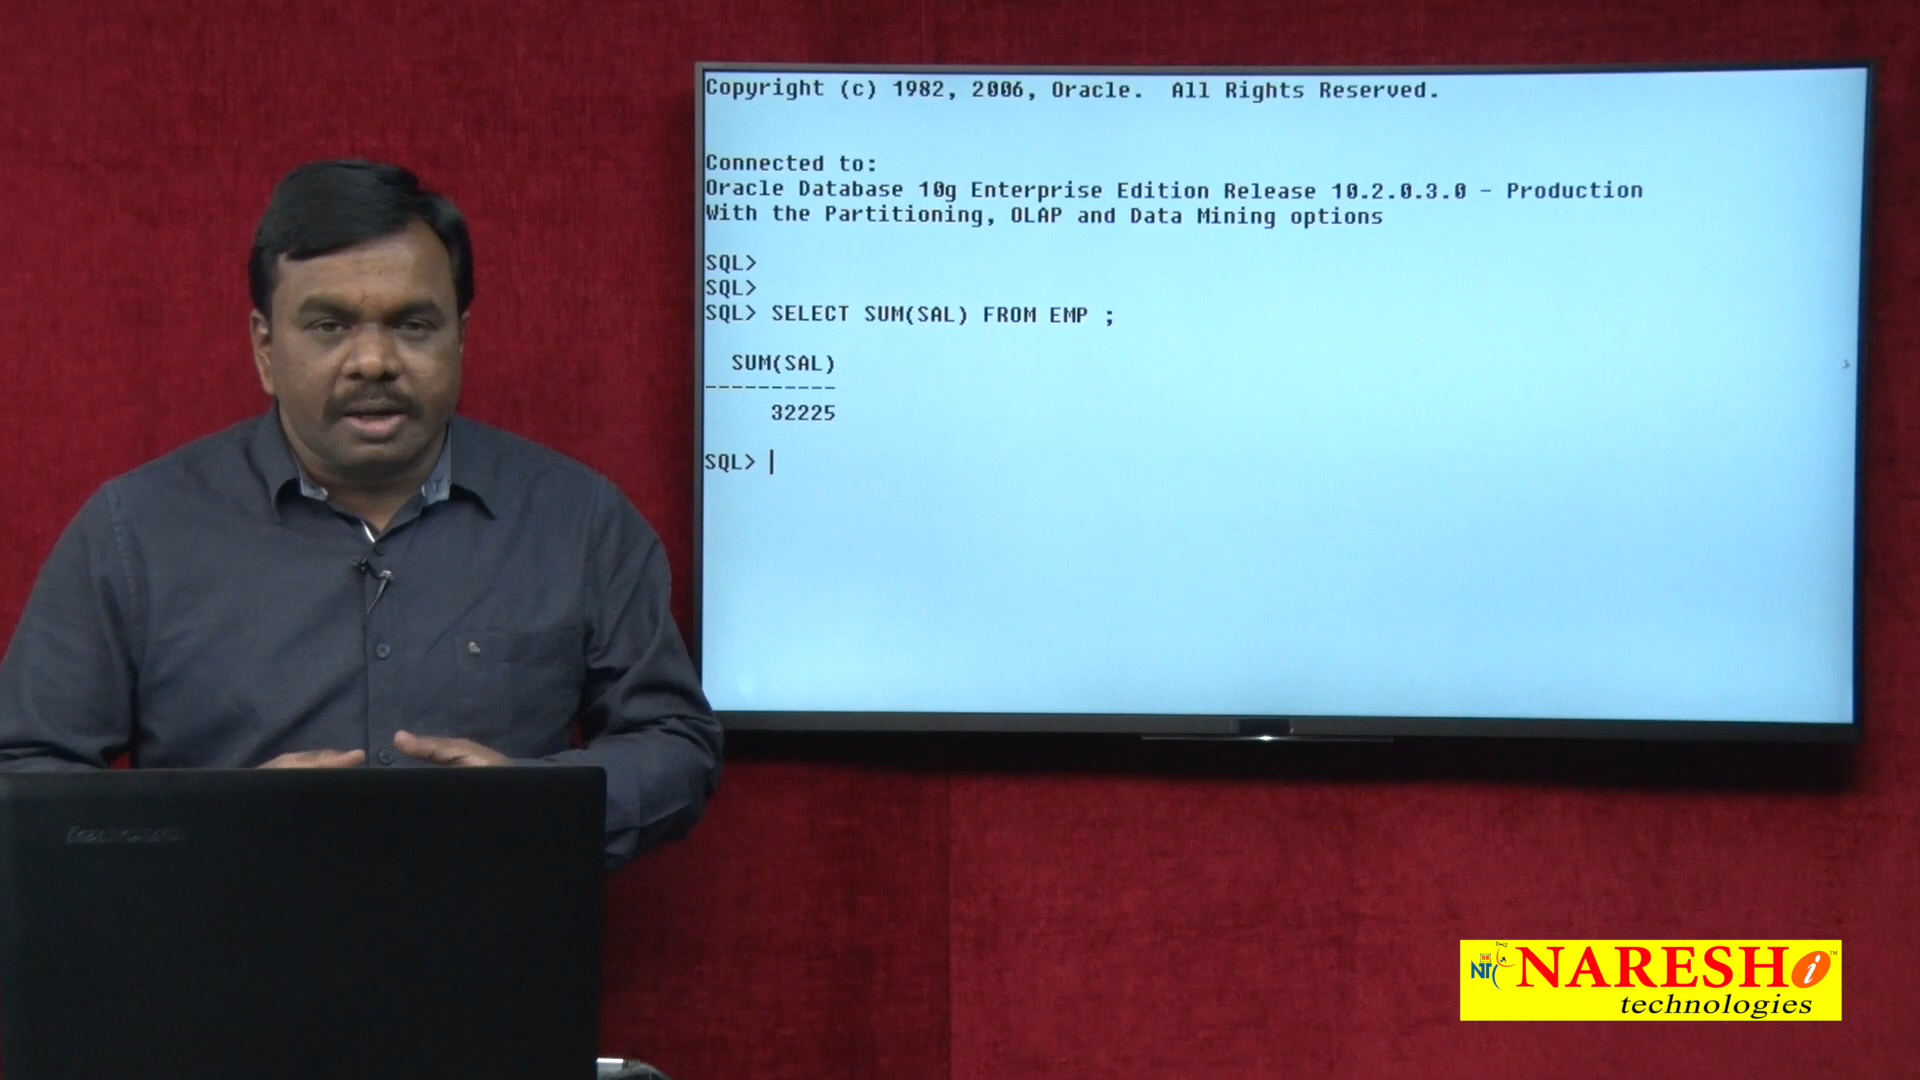 Copyright (c) 1982, 2006, Oracle. All Rights Reserved.
Connected to:
Oracle Database 10g Enterprise Edition Release 10.2.0.3.0 - Production
With the Partitioning, OLAP and Data Mining options
SQL>
SQL>
SQL> SELECT SUM(SAL) FROM EMP ;
SUM(SAL)
----------
32225
SQL>
NARESH i
technologies